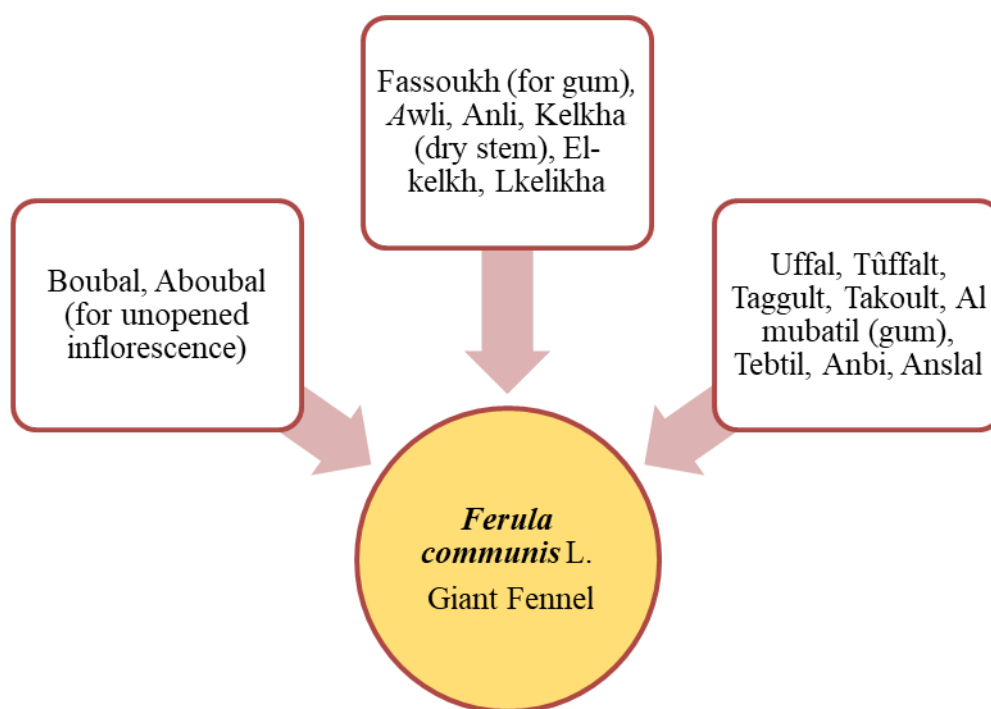 Fassoukh (for gum),
Awli, Anli, Kelkha
(dry stem), El-
kelkh, Lkelikha
Boubal, Aboubal
(for unopened
inflorescence)
Uffal, Tûffalt,
Taggult, Takoult, Al
mubatil (gum),
Tebtil, Anbi, Anslal
Ferula
communis L.
Giant Fennel